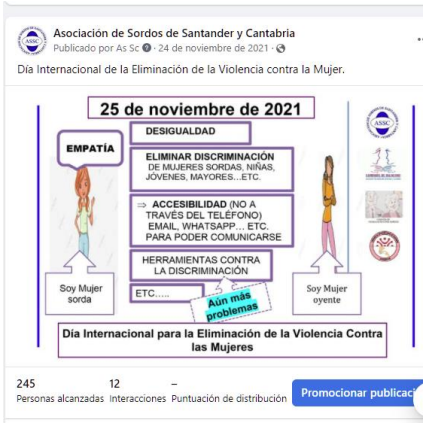 Asociación de Sordos de Santander y Cantabria
Publicado por As Sc · 24 de noviembre de 2021 ·
Día Internacional de la Eliminación de la Violencia contra la Mujer.
25 de noviembre de 2021
EMPATÍA
DESIGUALDAD
ELIMINAR DISCRIMINACIÓN
DE MUJERES SORDAS, NIÑAS,
JÓVENES, MAYORES...ETC.
⇨ ACCESIBILIDAD (NO A
TRAVÉS DEL TELÉFONO)
EMAIL, WHATSAPP... ETC.
PARA PODER COMUNICARSE
HERRAMIENTAS CONTRA
LA DISCRIMINACIÓN
ETC.....
Aún más
problemas
Soy Mujer
sorda
Soy Mujer
oyente
ASSC
Día Internacional para la Eliminación de la Violencia Contra
las Mujeres
245
Personas alcanzadas
12
Interacciones
–
Puntuación de distribución
Promocionar publicaci